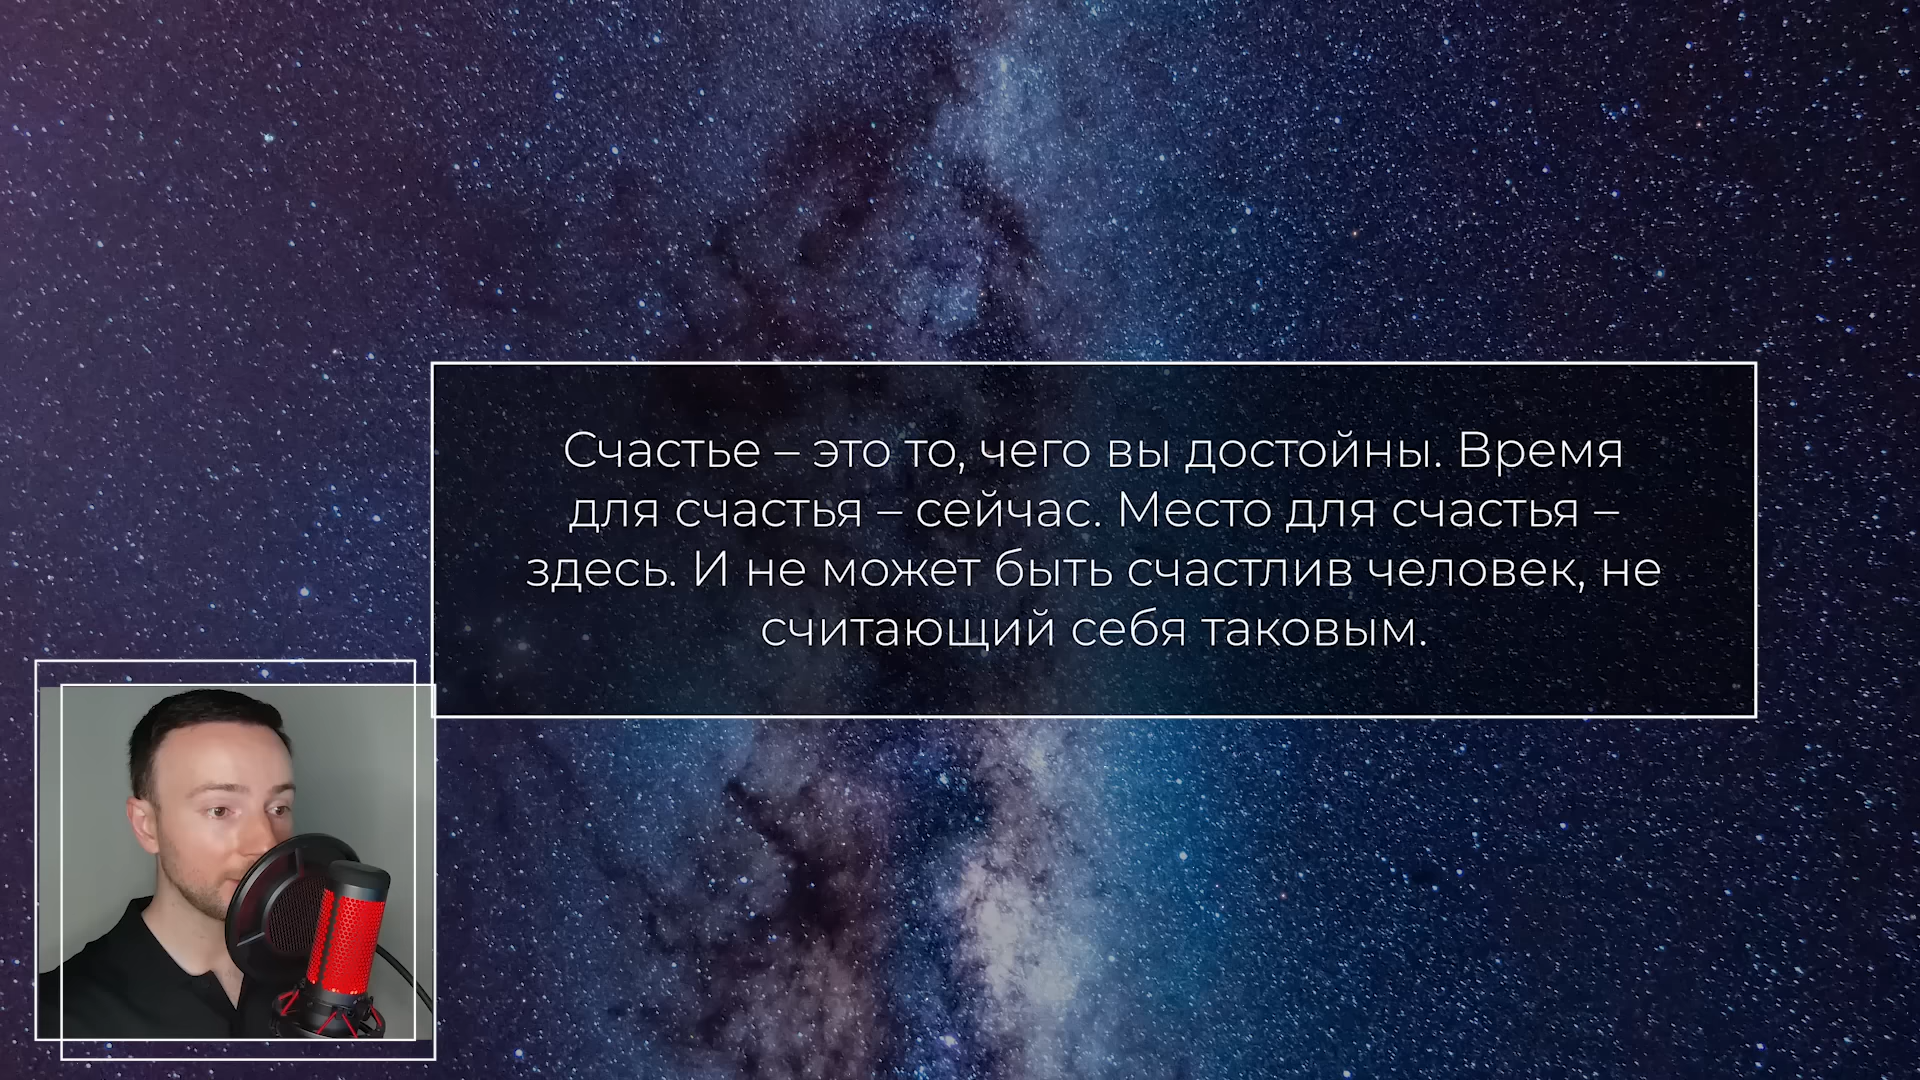 Счастье – это то, чего вы достойны. Время
для счастья – сейчас. Место для счастья –
здесь. И не может быть счастлив человек, не
считающий себя таковым.